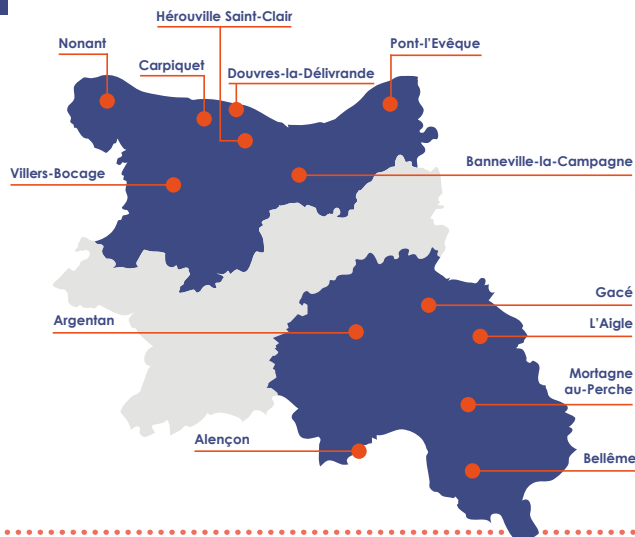 Hérouville Saint-Clair
Nonant
Pont-l'Evêque
Carpiquet
Douvres-la-Délivrande
Banneville-la-Campagne
Villers-Bocage
Gacé
Argentan
L'Aigle
Mortagne
au-Perche
Alençon
Bellême